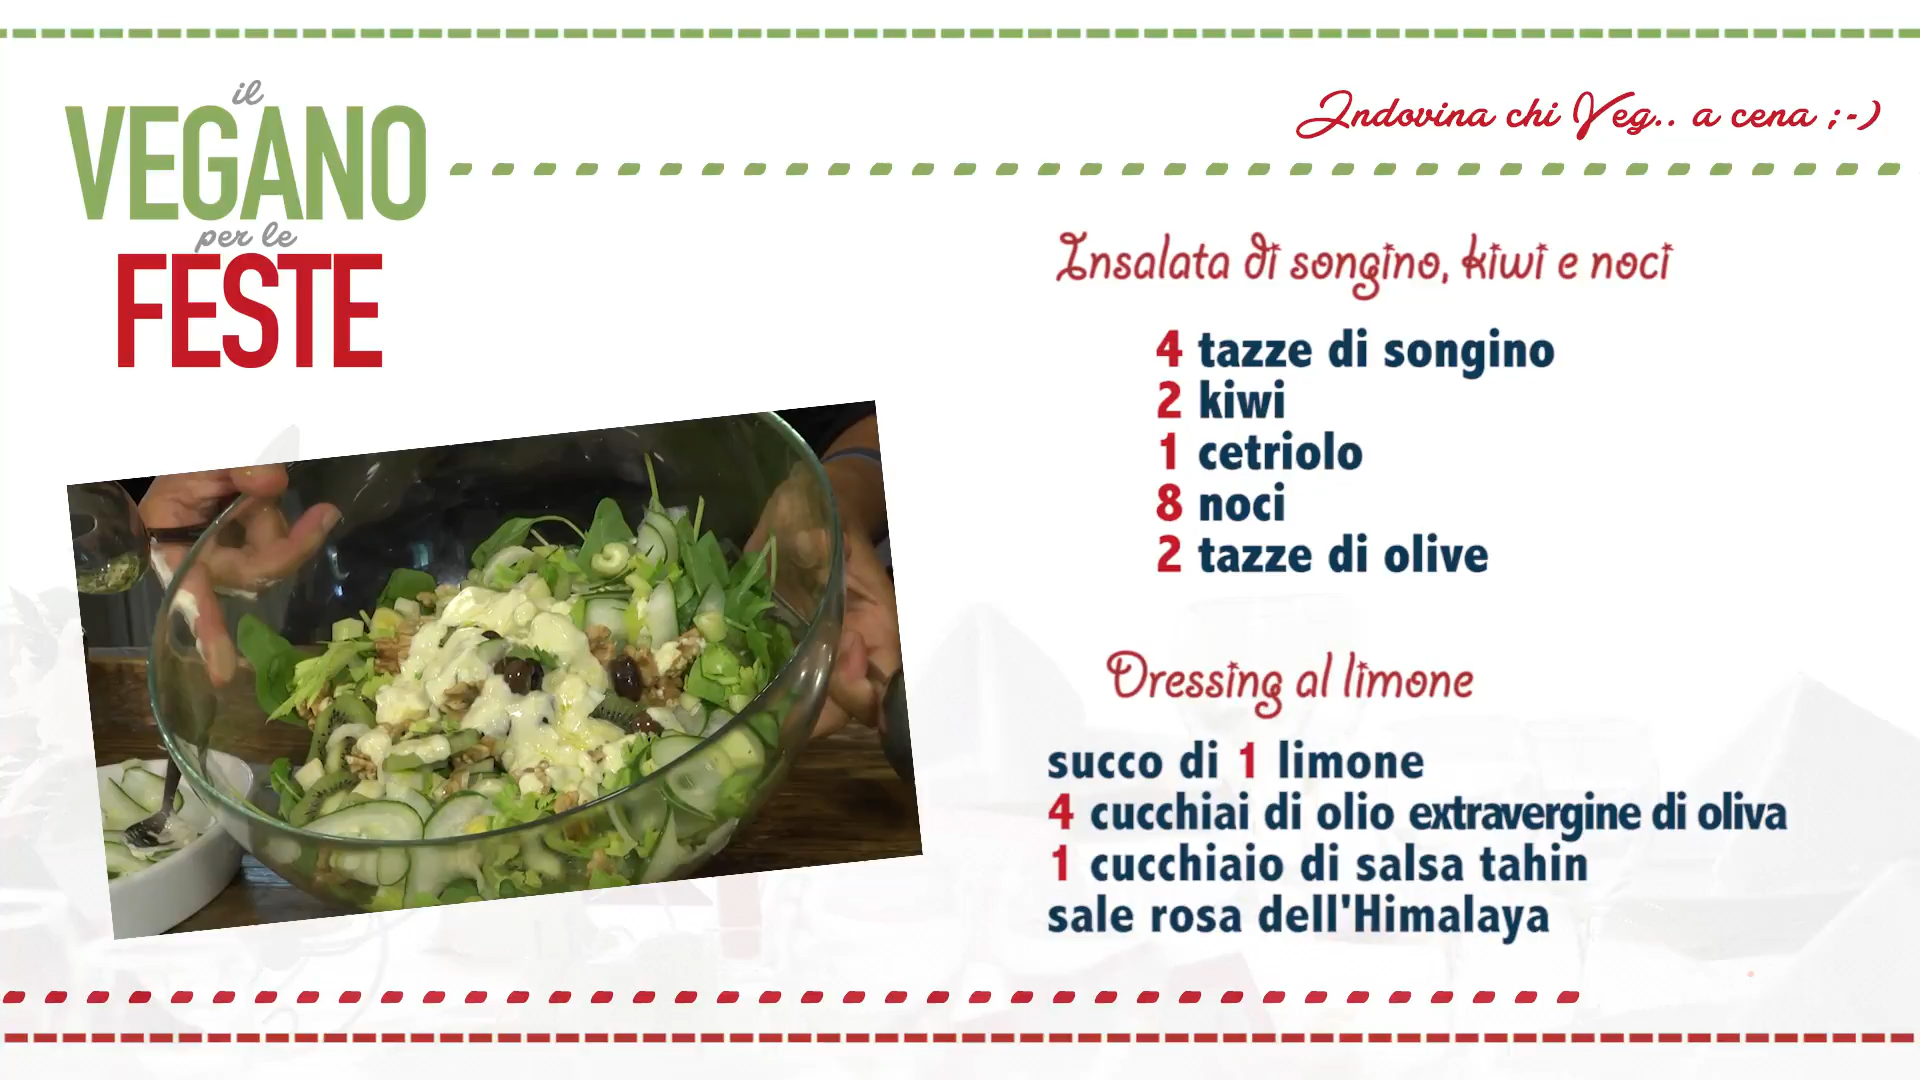 il
VEGANO
per le
FESTE
Indovina chi Veg.. a cena ;-)
Insalata di songino, kiwi e noci
4 tazze di songino
2 kiwi
1 cetriolo
8 noci
2 tazze di olive
Dressing al limone
succo di 1 limone
4 cucchiai di olio extravergine di oliva
1 cucchiaio di salsa tahin
sale rosa dell'Himalaya